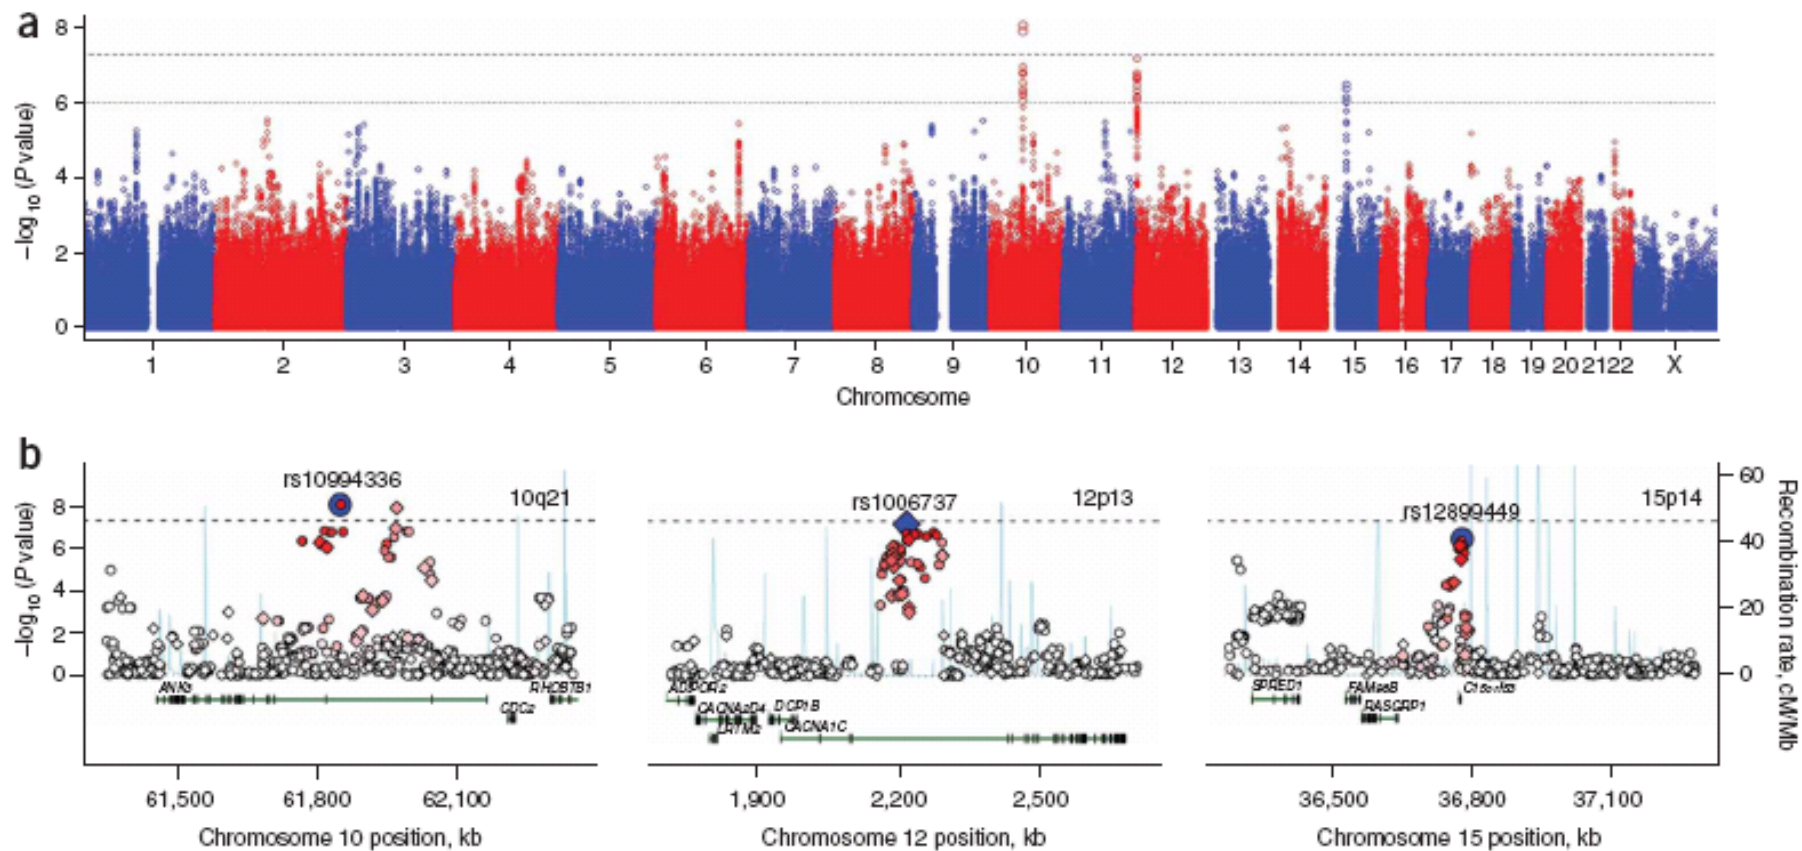 a
8
6
4
2
0
–log10 (P value)
1 2 3 4 5 6 7 8 9 10 11 12 13 14 15 16 17 18 19 20 21 22 X
Chromosome
b
rs10994336
10q21
rs1006737
12p13
rs12899449
15p14
8
6
4
2
0
–log10 (P value)
60
40
20
0
Recombination rate, cM/Mb
ANK3
RHOBTB1
CDC2
CACNA2D4
DCP1B
LRTM2
CACNA1C
SPRED1
RASGRP1
61,500 61,800 62,100
1,900 2,200 2,500
36,500 36,800 37,100
Chromosome 10 position, kb
Chromosome 12 position, kb
Chromosome 15 position, kb